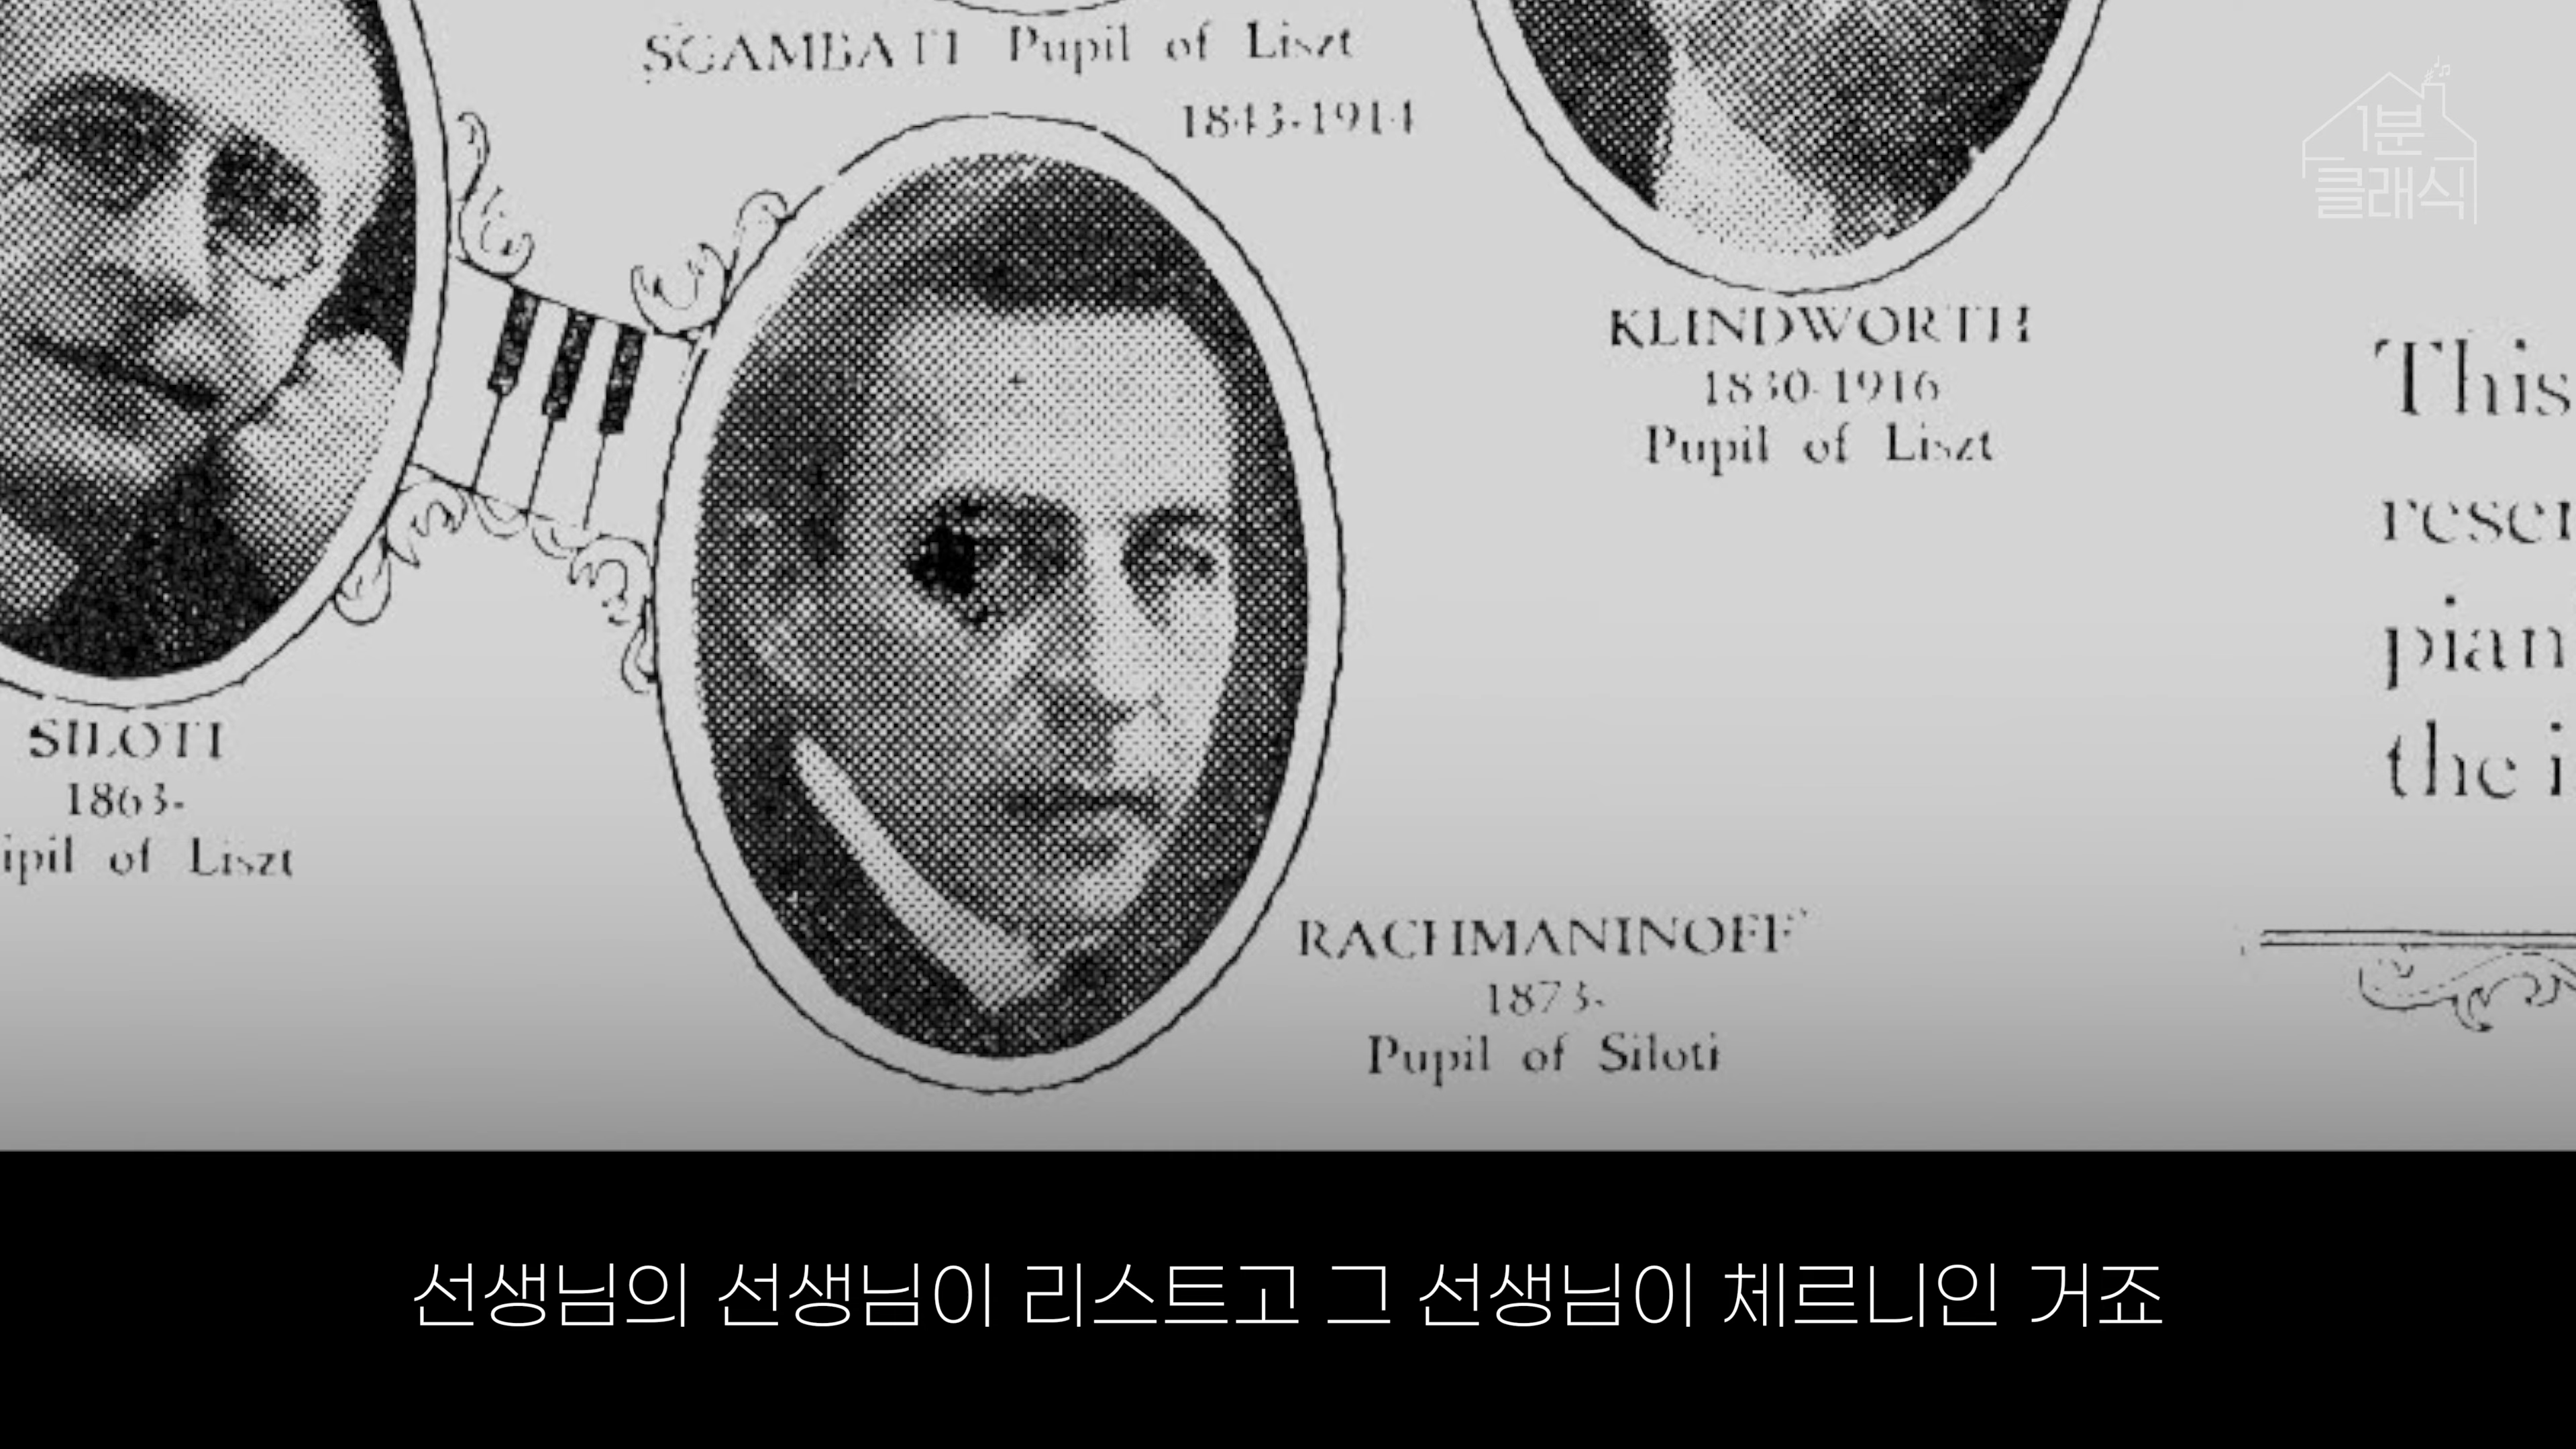 SGAMBATI Pupil of Liszt
1843-1914
1분
클래식
KLINDWORTH
1830-1916
Pupil of Liszt
This
pian
the i
SILOTI
1863-
ipil of Liszt
RACHMANINOFF
1873-
Pupil of Siloti
선생님의 선생님이 리스트고 그 선생님이 체르니인 거죠